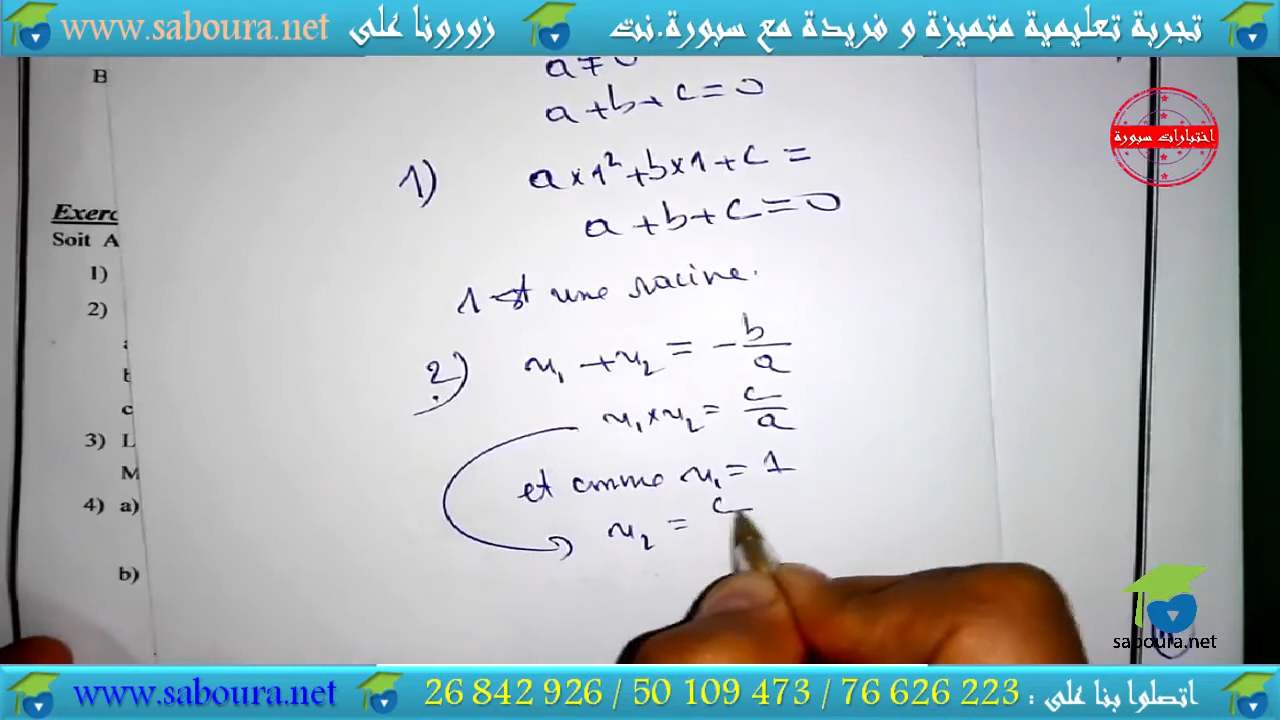 www.saboura.net زورونا على تجربة تعليمية متميزة و فريدة مع سبورة.نت
B
a ≠ 0
a + b + c = 0
اختبارات سبورة
1) a×1²+b×1+c =
a + b + c = 0
Exerc
Soit A
1)
2)
1 est une racine.
2) x₁ + x₂ = -b/a
x₁ × x₂ = c/a
b
c
3) L
M
4) a)
b)
et comme x₁ = 1
x₂ = c
saboura.net
www.saboura.net 26 842 926 / 50 109 473 / 76 626 223 : اتصلوا بنا على